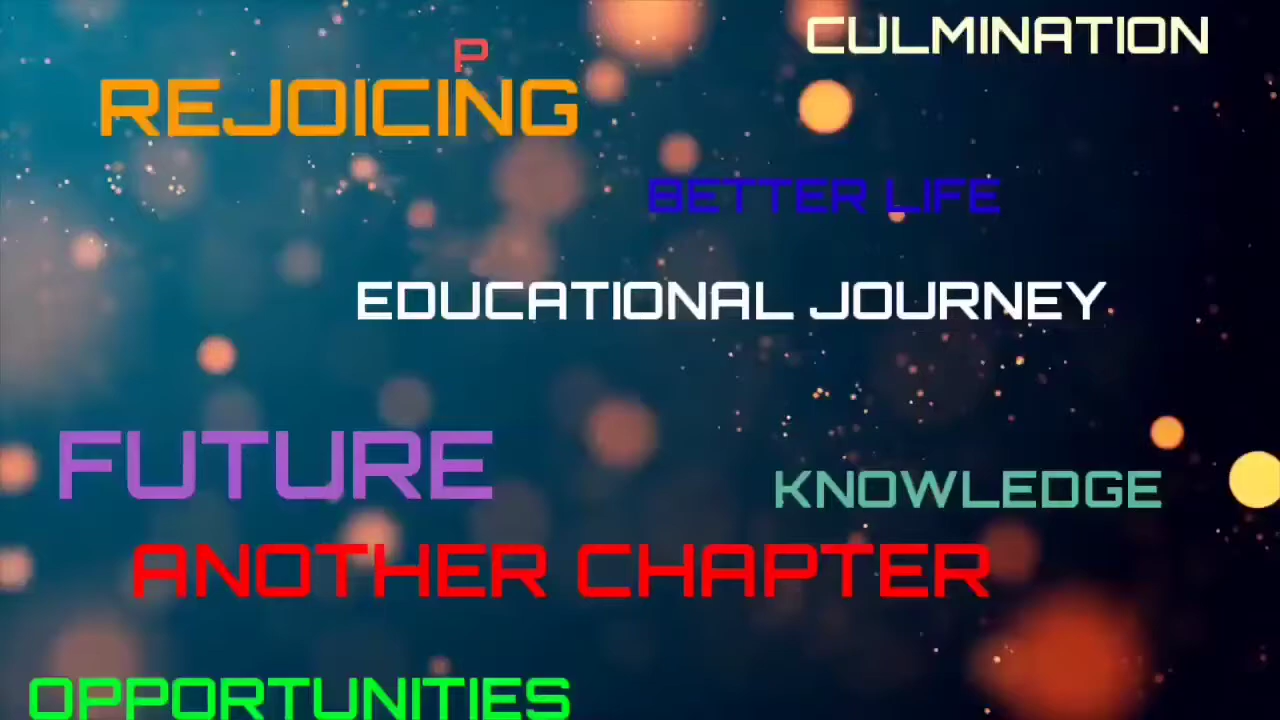 CULMINATION
P
REJOICING
BETTER LIFE
EDUCATIONAL JOURNEY
FUTURE
KNOWLEDGE
ANOTHER CHAPTER
OPPORTUNITIES